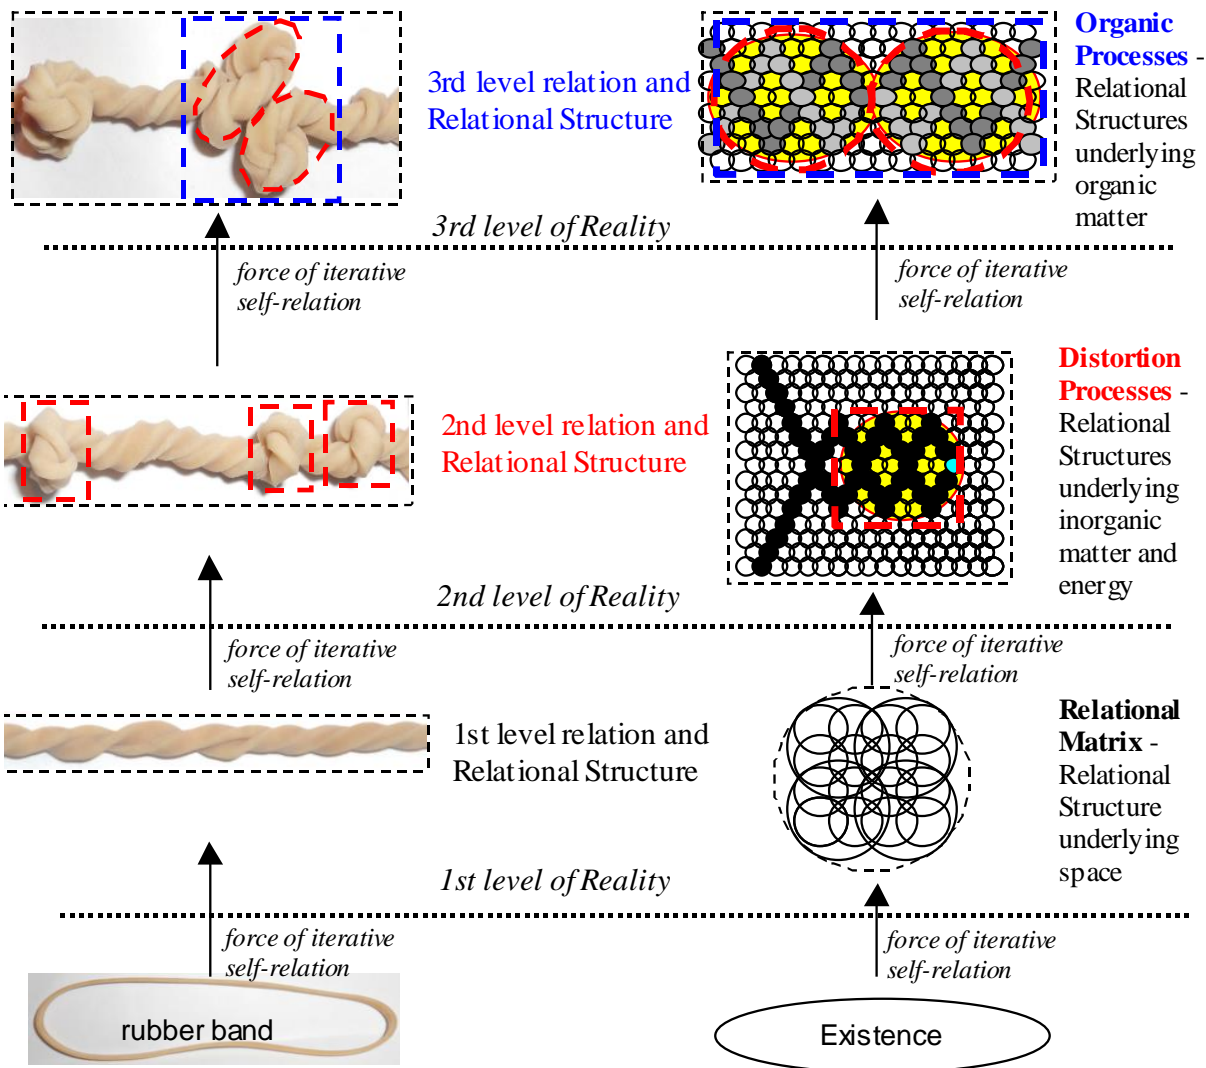 3rd level relation and
Relational Structure
Organic
Processes -
Relational
Structures
underlying
organic
matter
3rd level of Reality
force of iterative
self-relation
force of iterative
self-relation
2nd level relation and
Relational Structure
Distortion
Processes -
Relational
Structures
underlying
inorganic
matter and
energy
2nd level of Reality
force of iterative
self-relation
force of iterative
self-relation
1st level relation and
Relational Structure
Relational
Matrix -
Relational
Structure
underlying
space
1st level of Reality
force of iterative
self-relation
force of iterative
self-relation
rubber band
Existence